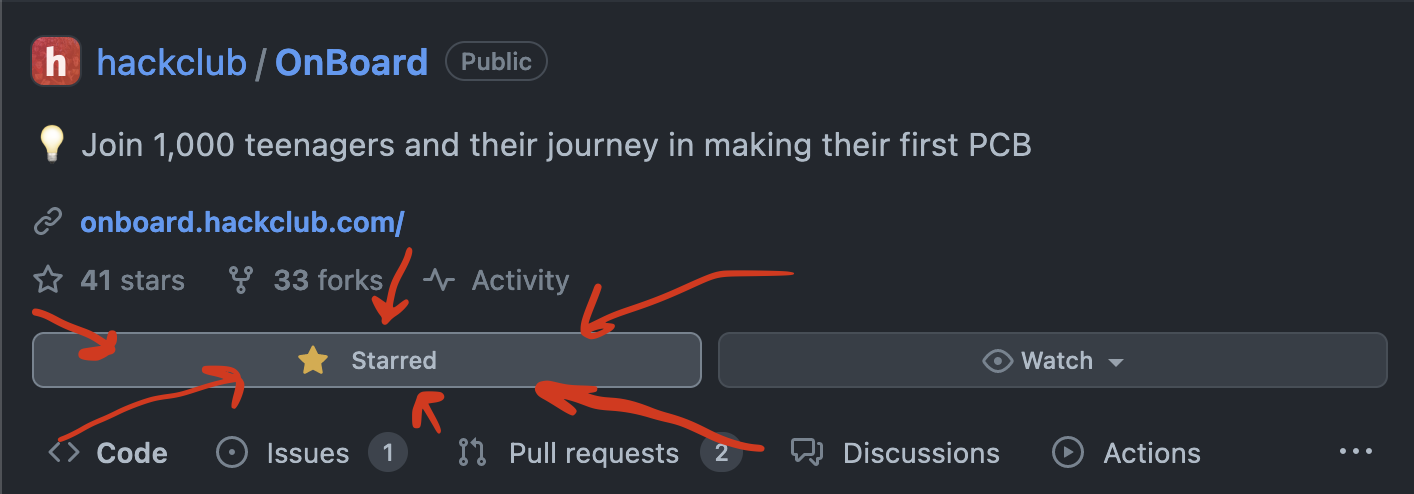 h hackclub / OnBoard Public
Join 1,000 teenagers and their journey in making their first PCB
onboard.hackclub.com/
41 stars 33 forks Activity
Starred Watch
Code Issues 1 Pull requests 2 Discussions Actions ...